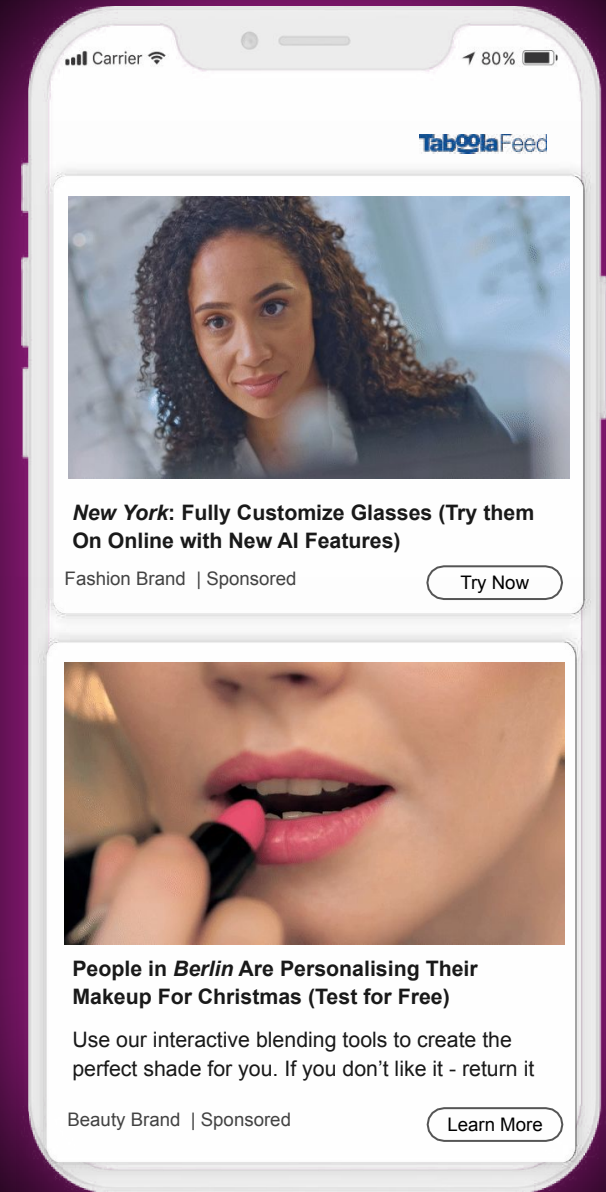 Carrier
80%
Taboola Feed
New York: Fully Customize Glasses (Try them
On Online with New AI Features)
Fashion Brand | Sponsored
Try Now
People in Berlin Are Personalising Their
Makeup For Christmas (Test for Free)
Use our interactive blending tools to create the
perfect shade for you. If you don’t like it - return it
Beauty Brand | Sponsored
Learn More